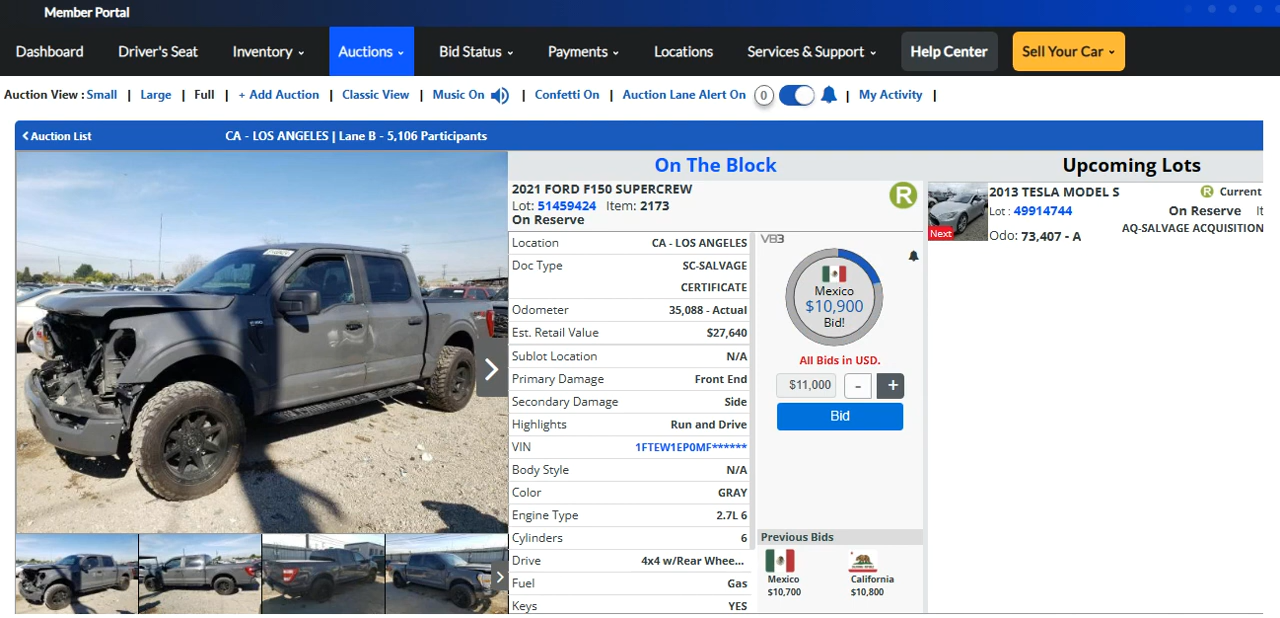 Member Portal
Dashboard Driver's Seat Inventory Auctions Bid Status Payments Locations Services & Support Help Center Sell Your Car
Auction View : Small | Large | Full | + Add Auction | Classic View | Music On | Confetti On | Auction Lane Alert On 0 | My Activity |
Auction List CA - LOS ANGELES | Lane B - 5,106 Participants
On The Block
2021 FORD F150 SUPERCREW
Lot: 51459424 Item: 2173
On Reserve
R
Location CA - LOS ANGELES
Doc Type SC-SALVAGE
CERTIFICATE
Odometer 35,088 - Actual
Est. Retail Value $27,640
Sublot Location N/A
Primary Damage Front End
Secondary Damage Side
Highlights Run and Drive
VIN 1FTEW1EP0MF******
Body Style N/A
Color GRAY
Engine Type 2.7L 6
Cylinders 6
Drive 4x4 w/Rear Whee...
Fuel Gas
Keys YES
VB3
Mexico
$10,900
Bid!
All Bids in USD.
$11,000 - +
Bid
Previous Bids
Mexico
$10,700
California
$10,800
Upcoming Lots
2013 TESLA MODEL S R Current
Lot : 49914744 On Reserve It
AQ-SALVAGE ACQUISITION
Next
Odo: 73,407 - A